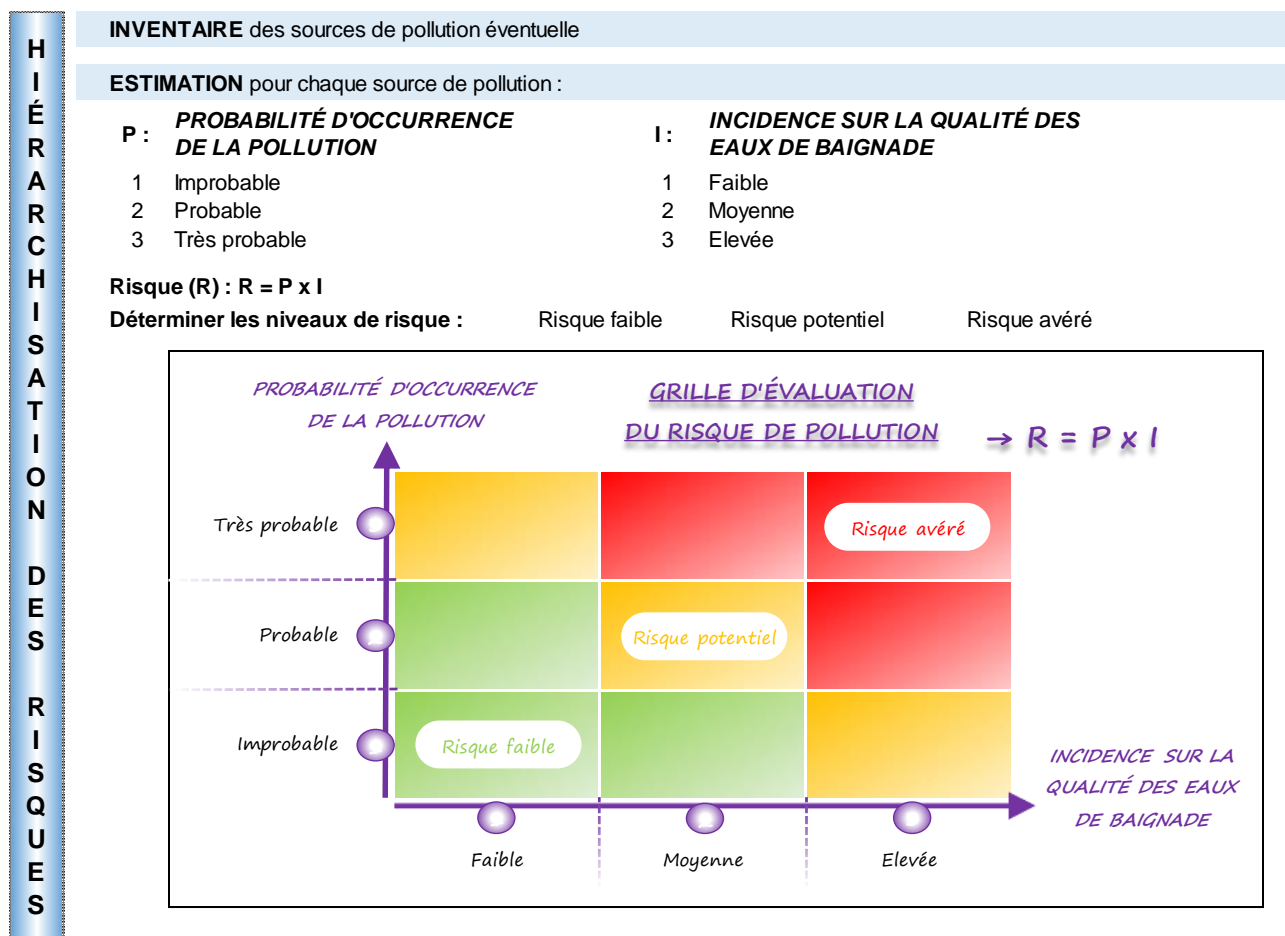 HIÉRARCHISATION DES RISQUES
INVENTAIRE des sources de pollution éventuelle
ESTIMATION pour chaque source de pollution :
P : PROBABILITÉ D'OCCURRENCE
DE LA POLLUTION
1 Improbable
2 Probable
3 Très probable
I : INCIDENCE SUR LA QUALITÉ DES
EAUX DE BAIGNADE
1 Faible
2 Moyenne
3 Elevée
Risque (R) : R = P x I
Déterminer les niveaux de risque : Risque faible Risque potentiel Risque avéré
PROBABILITÉ D'OCCURRENCE
DE LA POLLUTION
GRILLE D'ÉVALUATION
DU RISQUE DE POLLUTION
→ R = P x I
Très probable
Risque avéré
Probable
Risque potentiel
Improbable
Risque faible
INCIDENCE SUR LA
QUALITÉ DES EAUX
DE BAIGNADE
Faible
Moyenne
Elevée